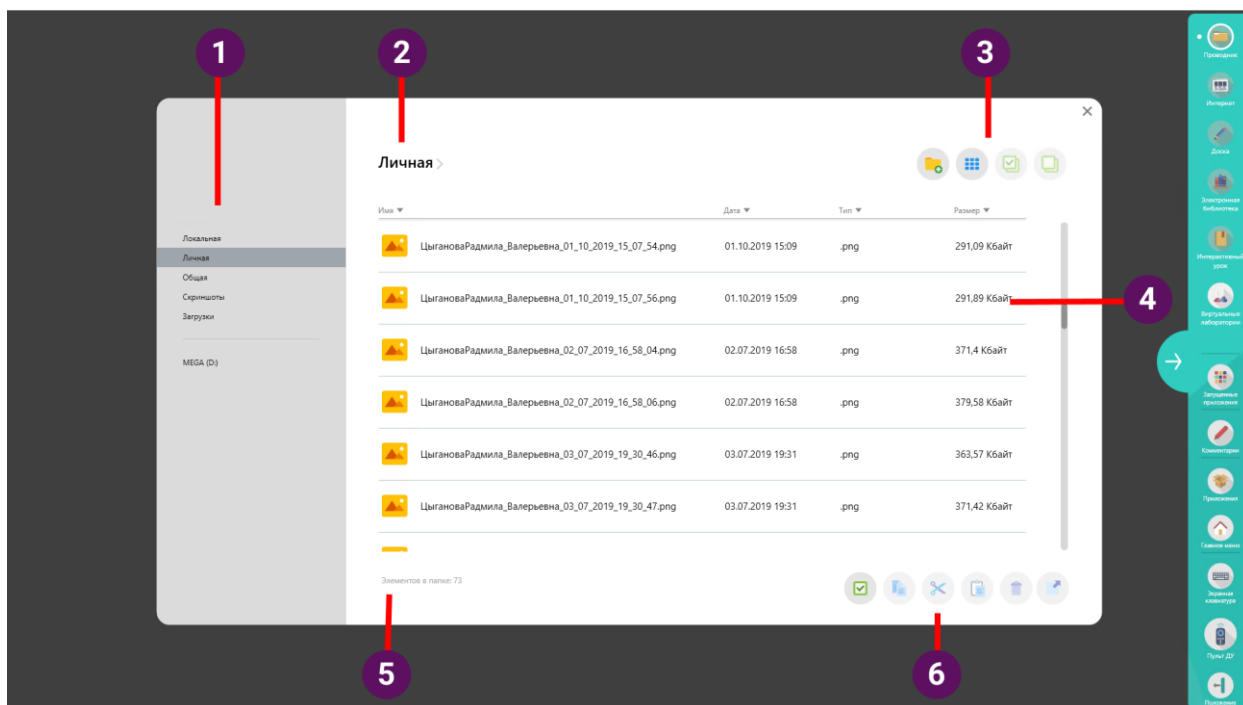 1
2
3
Проводник
Интернет
Доска
Электронная
библиотека
Интерактивный
урок
Виртуальные
лаборатории
Запущенные
приложения
Комментарии
Приложения
Главное меню
Экранная
клавиатура
Пульт ДУ
Положение
Локальная
Личная
Общая
Скриншоты
Загрузки
MEGA (D:)
Личная
Имя Дата Тип Размер
ЦыгановаРадмила_Валерьевна_01_10_2019_15_07_54.png 01.10.2019 15:09 .png 291,09 Кбайт
ЦыгановаРадмила_Валерьевна_01_10_2019_15_07_56.png 01.10.2019 15:09 .png 291,89 Кбайт
4
ЦыгановаРадмила_Валерьевна_02_07_2019_16_58_04.png 02.07.2019 16:58 .png 371,4 Кбайт
ЦыгановаРадмила_Валерьевна_02_07_2019_16_58_06.png 02.07.2019 16:58 .png 379,58 Кбайт
ЦыгановаРадмила_Валерьевна_03_07_2019_19_30_46.png 03.07.2019 19:31 .png 363,57 Кбайт
ЦыгановаРадмила_Валерьевна_03_07_2019_19_30_47.png 03.07.2019 19:31 .png 371,42 Кбайт
Элементов в папке: 73
5
6